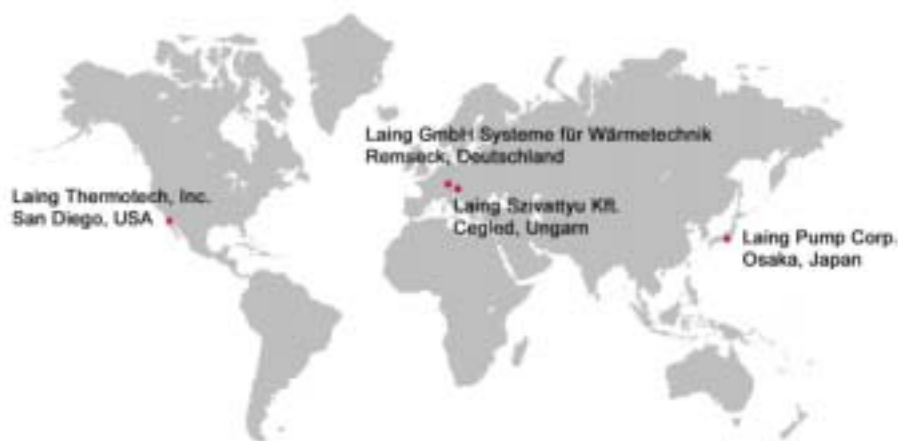 Laing GmbH Systeme für Wärmetechnik
Remseck, Deutschland
Laing Thermotech, Inc.
San Diego, USA
Laing Szivattyu Kft.
Cegled, Ungarn
Laing Pump Corp.
Osaka, Japan